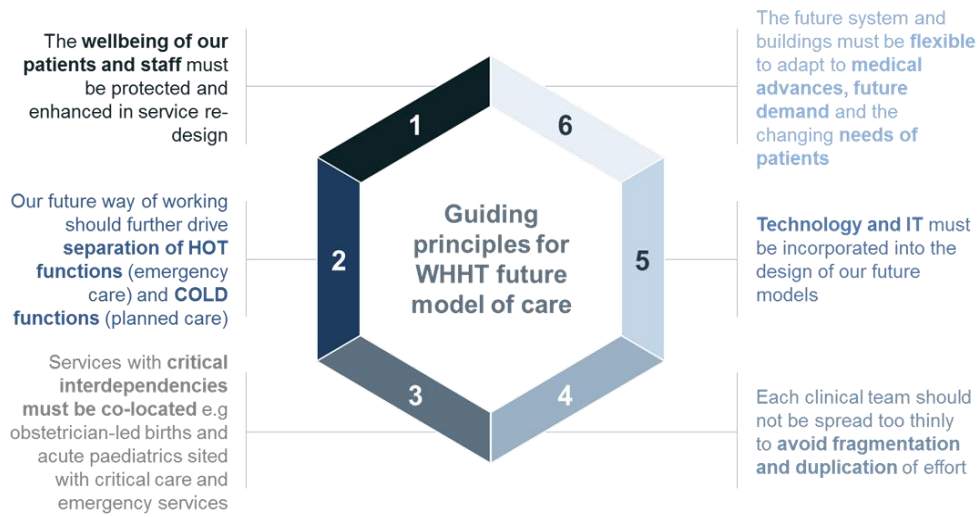 The wellbeing of our
patients and staff must
be protected and
enhanced in service re-
design
1
Our future way of working
should further drive
separation of HOT
functions (emergency
care) and COLD
functions (planned care)
2
Services with critical
interdependencies
must be co-located e.g
obstetrician-led births and
acute paediatrics sited
with critical care and
emergency services
3
Guiding
principles for
WHHT future
model of care
The future system and
buildings must be flexible
to adapt to medical
advances, future
demand and the
changing needs of
patients
6
Technology and IT must
be incorporated into the
design of our future
models
5
Each clinical team should
not be spread too thinly
to avoid fragmentation
and duplication of effort
4